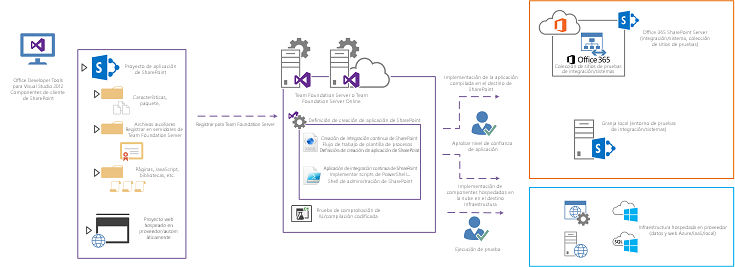 Office Developer Tools
para Visual Studio 2012
Componentes de cliente
de SharePoint
Proyecto de aplicación
de SharePoint
Características,
paquete,
Archivos auxiliares
Registrar en servidores de
Team Foundation Server
Páginas, JavaScript,
bibliotecas, etc.
Proyecto web
hospedado en
proveedor/autom
áticamente
Registrar para Team Foundation Server
Team Foundation Server o Team
Foundation Server Online
Definición de creación de aplicación de SharePoint
Creación de integración continua de SharePoint
Flujo de trabajo de plantilla de procesos
Definición de creación de aplicación de SharePoint
Aplicación de integración continua de SharePoint
Implementar scripts de PowerShell...
Shell de administración de SharePoint
Prueba de comprobación de
la compilación codificada
Implementación de la aplicación
compilada en el destino de
SharePoint
Aprobar nivel de confianza
de aplicación
Implementación de
componentes hospedados en
la nube en el destino
infraestructura
Ejecución de prueba
Office 365
Colección de sitios de pruebas
de integración/sistemas
Office 365 SharePoint Server
(integración/sistema, colección
de sitios de pruebas)
Granja local (entorno de pruebas
de integración/sistemas)
SQL
Infraestructura hospedada en proveedor
(datos y web Azure/IaaS/local)